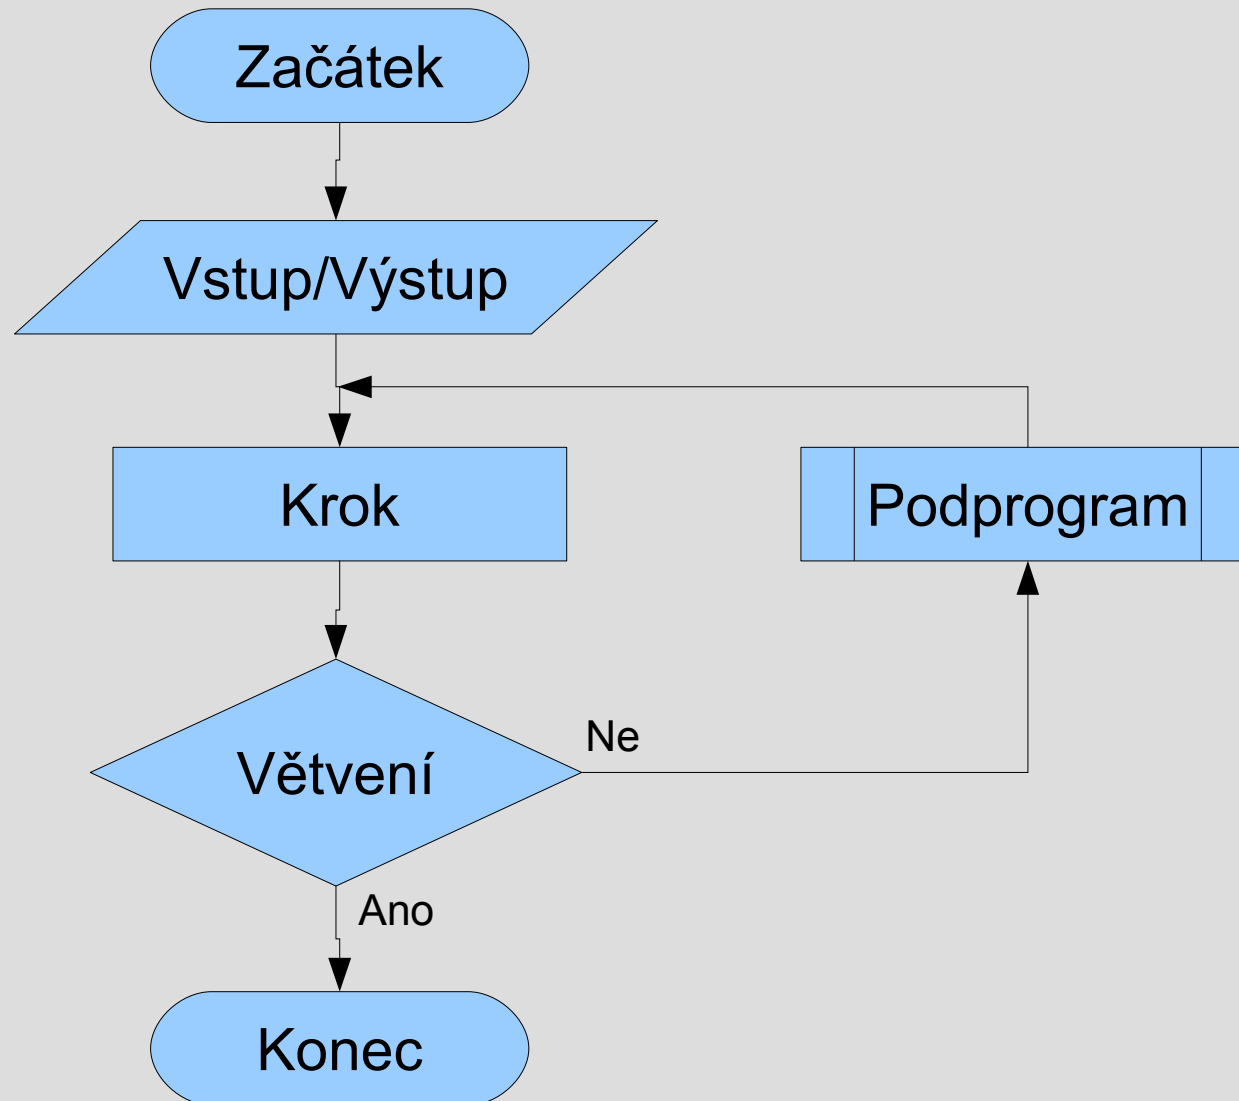 Začátek
Vstup/Výstup
Krok
Podprogram
Větvení
Ne
Ano
Konec